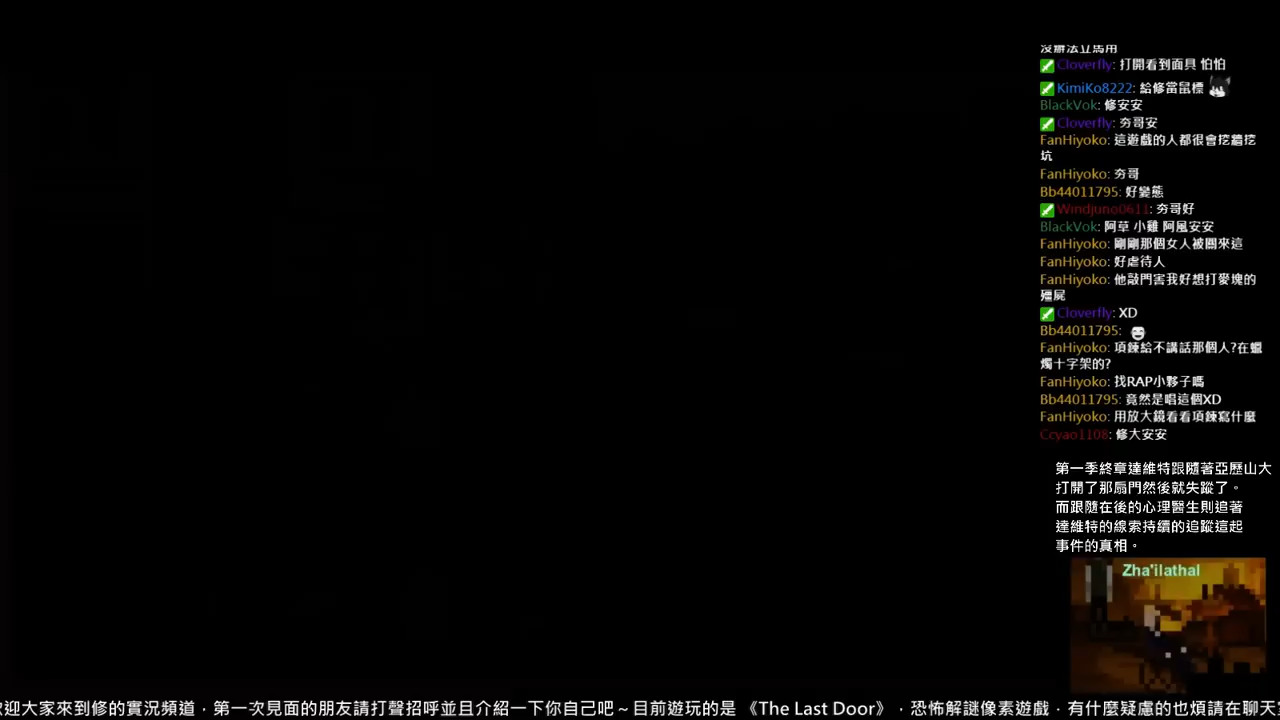 沒辦法立馬用
Cloverfly: 打開看到面具 怕怕
KimiKo8222: 給修當鼠標
BlackVok: 修安安
Cloverfly: 夯哥安
FanHiyoko: 這遊戲的人都很會挖牆挖
坑
FanHiyoko: 夯哥
Bb44011795: 好變態
Windjuno0611: 夯哥好
BlackVok: 阿草 小雞 阿風安安
FanHiyoko: 剛剛那個女人被關來這
FanHiyoko: 好虐待人
FanHiyoko: 他敲門害我好想打麥塊的
殭屍
Cloverfly: XD
Bb44011795:
FanHiyoko: 項鍊給不講話那個人?在蠟
燭十字架的?
FanHiyoko: 找RAP小夥子嗎
Bb44011795: 竟然是唱這個XD
FanHiyoko: 用放大鏡看看項鍊寫什麼
Ccyao1108: 修大安安
第一季終章達維特跟隨著亞歷山大
打開了那扇門然後就失蹤了。
而跟隨在後的心理醫生則追著
達維特的線索持續的追蹤這起
事件的真相。
Zha'ilathal
歡迎大家來到修的實況頻道，第一次見面的朋友請打聲招呼並且介紹一下你自己吧～目前遊玩的是 《The Last Door》，恐怖解謎像素遊戲，有什麼疑慮的也煩請在聊天